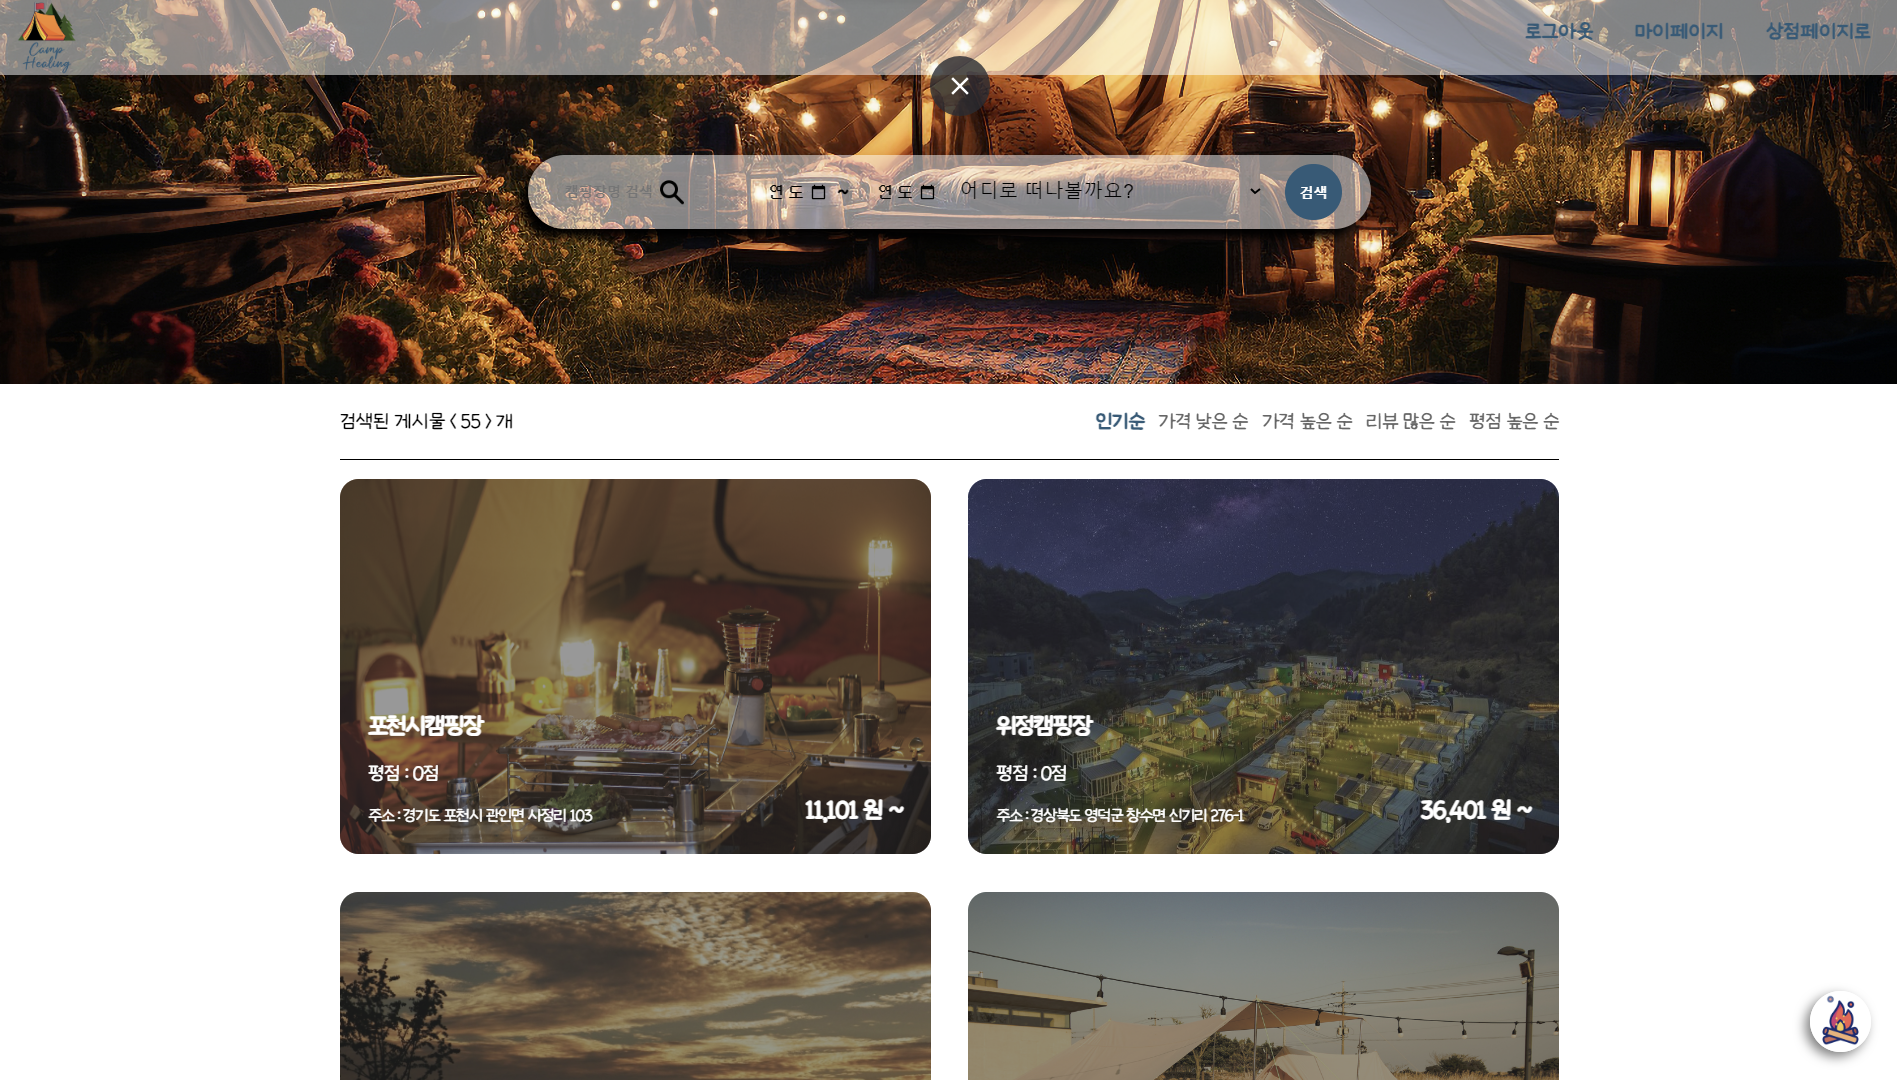 Camp
Healing
로그아웃 마이페이지 상점페이지로
캠핑장명 검색 연도 ~ 연도 어디로 떠나볼까요? 검색
검색된 게시물 < 55 > 개
인기순 가격 낮은 순 가격 높은 순 리뷰 많은 순 평점 높은 순
포천시캠핑장
평점 : 0점
주소 : 경기도 포천시 관인면 사정리 103
11,101 원 ~
위정캠핑장
평점 : 0점
주소 : 경상북도 영덕군 창수면 신기리 276-1
36,401 원 ~